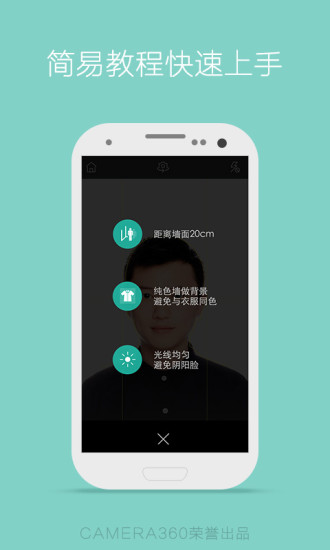 简易教程快速上手
距离墙面20cm
纯色墙做背景
避免与衣服同色
光线均匀
避免阴阳脸
CAMERA360荣誉出品